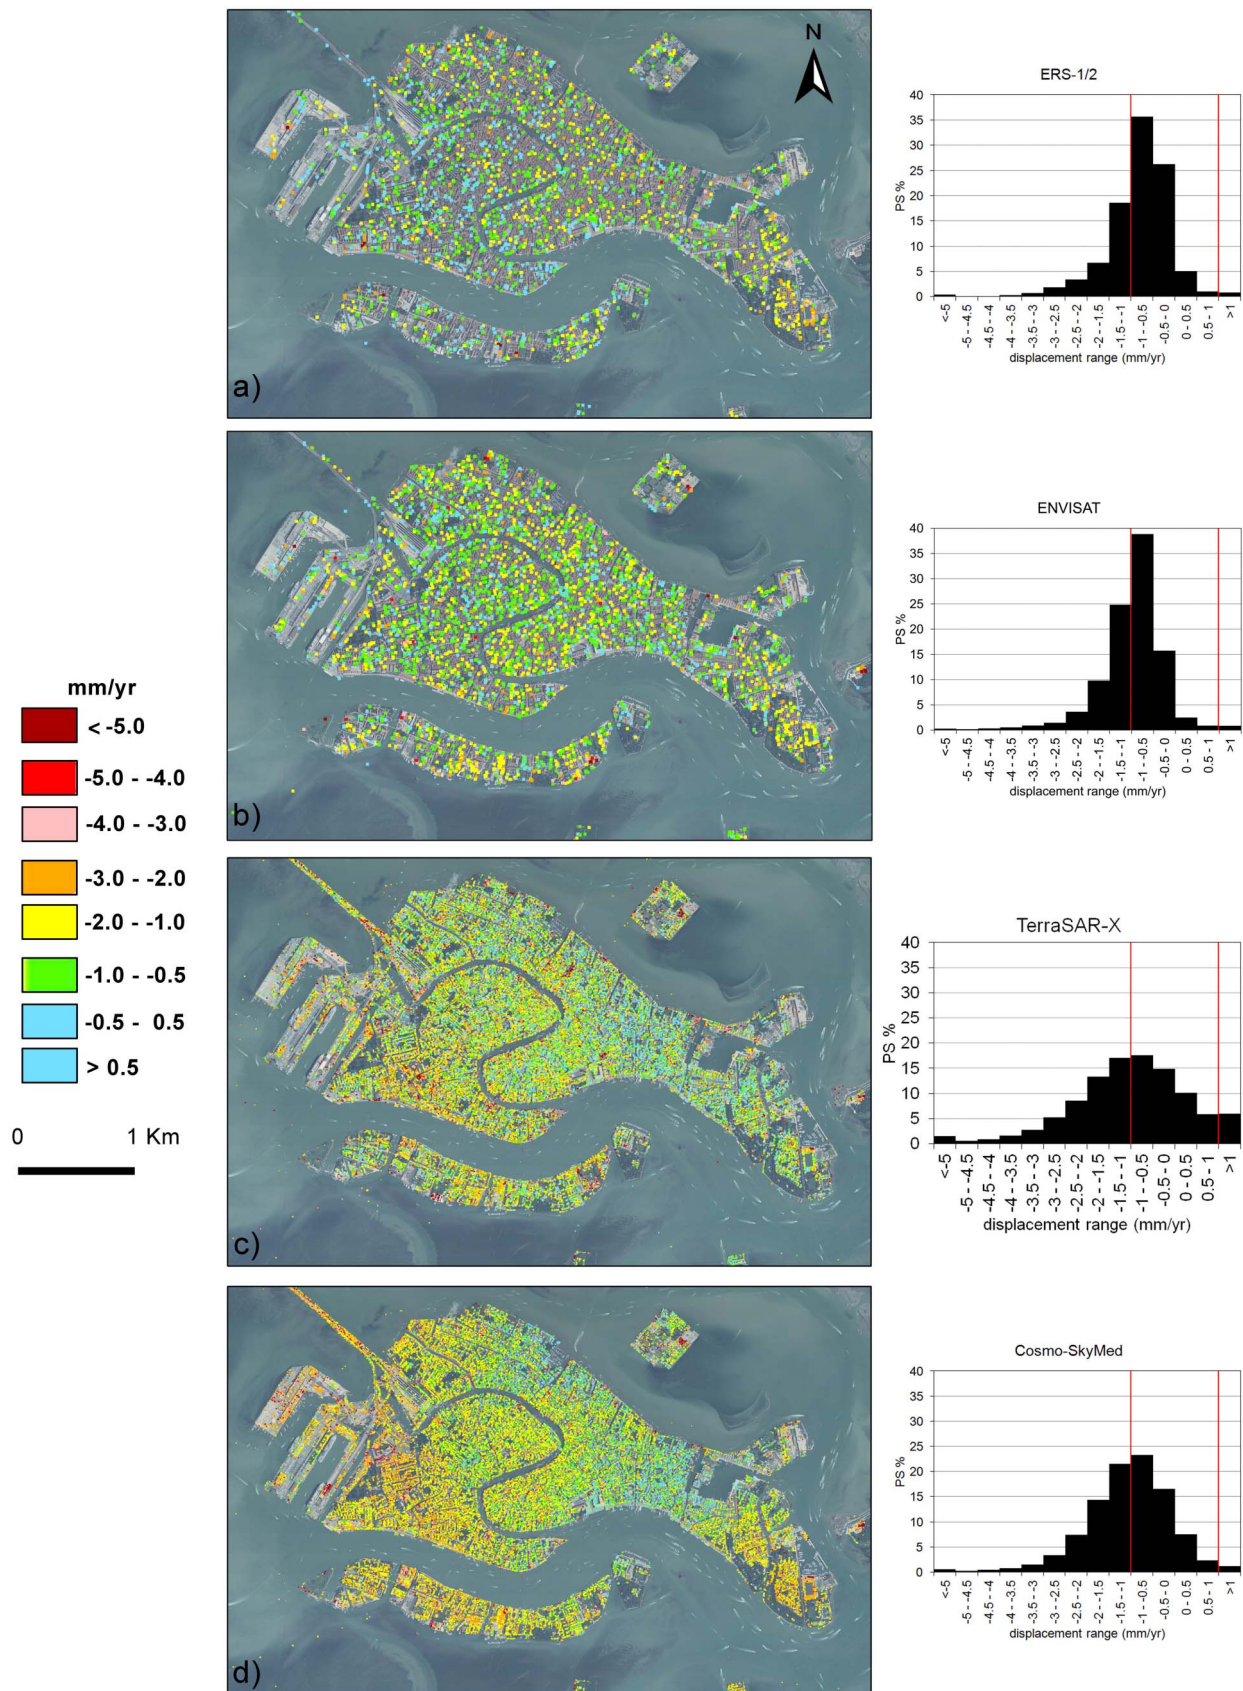 mm/yr
< -5.0
-5.0 - -4.0
-4.0 - -3.0
-3.0 - -2.0
-2.0 - -1.0
-1.0 - -0.5
-0.5 - 0.5
> 0.5
0 1 Km
N
a)
ERS-1/2
40
35
30
25
20
15
10
5
0
PS %
<-5
-5 - -4.5
-4.5 - -4
-4 - -3.5
-3.5 - -3
-3 - -2.5
-2.5 - -2
-2 - -1.5
-1.5 - -1
-1 - -0.5
-0.5 - 0
0 - 0.5
0.5 - 1
>1
displacement range (mm/yr)
b)
ENVISAT
40
35
30
25
20
15
10
5
0
PS %
<-5
-5 - -4.5
-4.5 - -4
-4 - -3.5
-3.5 - -3
-3 - -2.5
-2.5 - -2
-2 - -1.5
-1.5 - -1
-1 - -0.5
-0.5 - 0
0 - 0.5
0.5 - 1
>1
displacement range (mm/yr)
c)
TerraSAR-X
40
35
30
25
20
15
10
5
0
PS %
<-5
-5 - -4.5
-4.5 - -4
-4 - -3.5
-3.5 - -3
-3 - -2.5
-2.5 - -2
-2 - -1.5
-1.5 - -1
-1 - -0.5
-0.5 - 0
0 - 0.5
0.5 - 1
>1
displacement range (mm/yr)
d)
Cosmo-SkyMed
40
35
30
25
20
15
10
5
0
PS %
<-5
-5 - -4.5
-4.5 - -4
-4 - -3.5
-3.5 - -3
-3 - -2.5
-2.5 - -2
-2 - -1.5
-1.5 - -1
-1 - -0.5
-0.5 - 0
0 - 0.5
0.5 - 1
>1
displacement range (mm/yr)